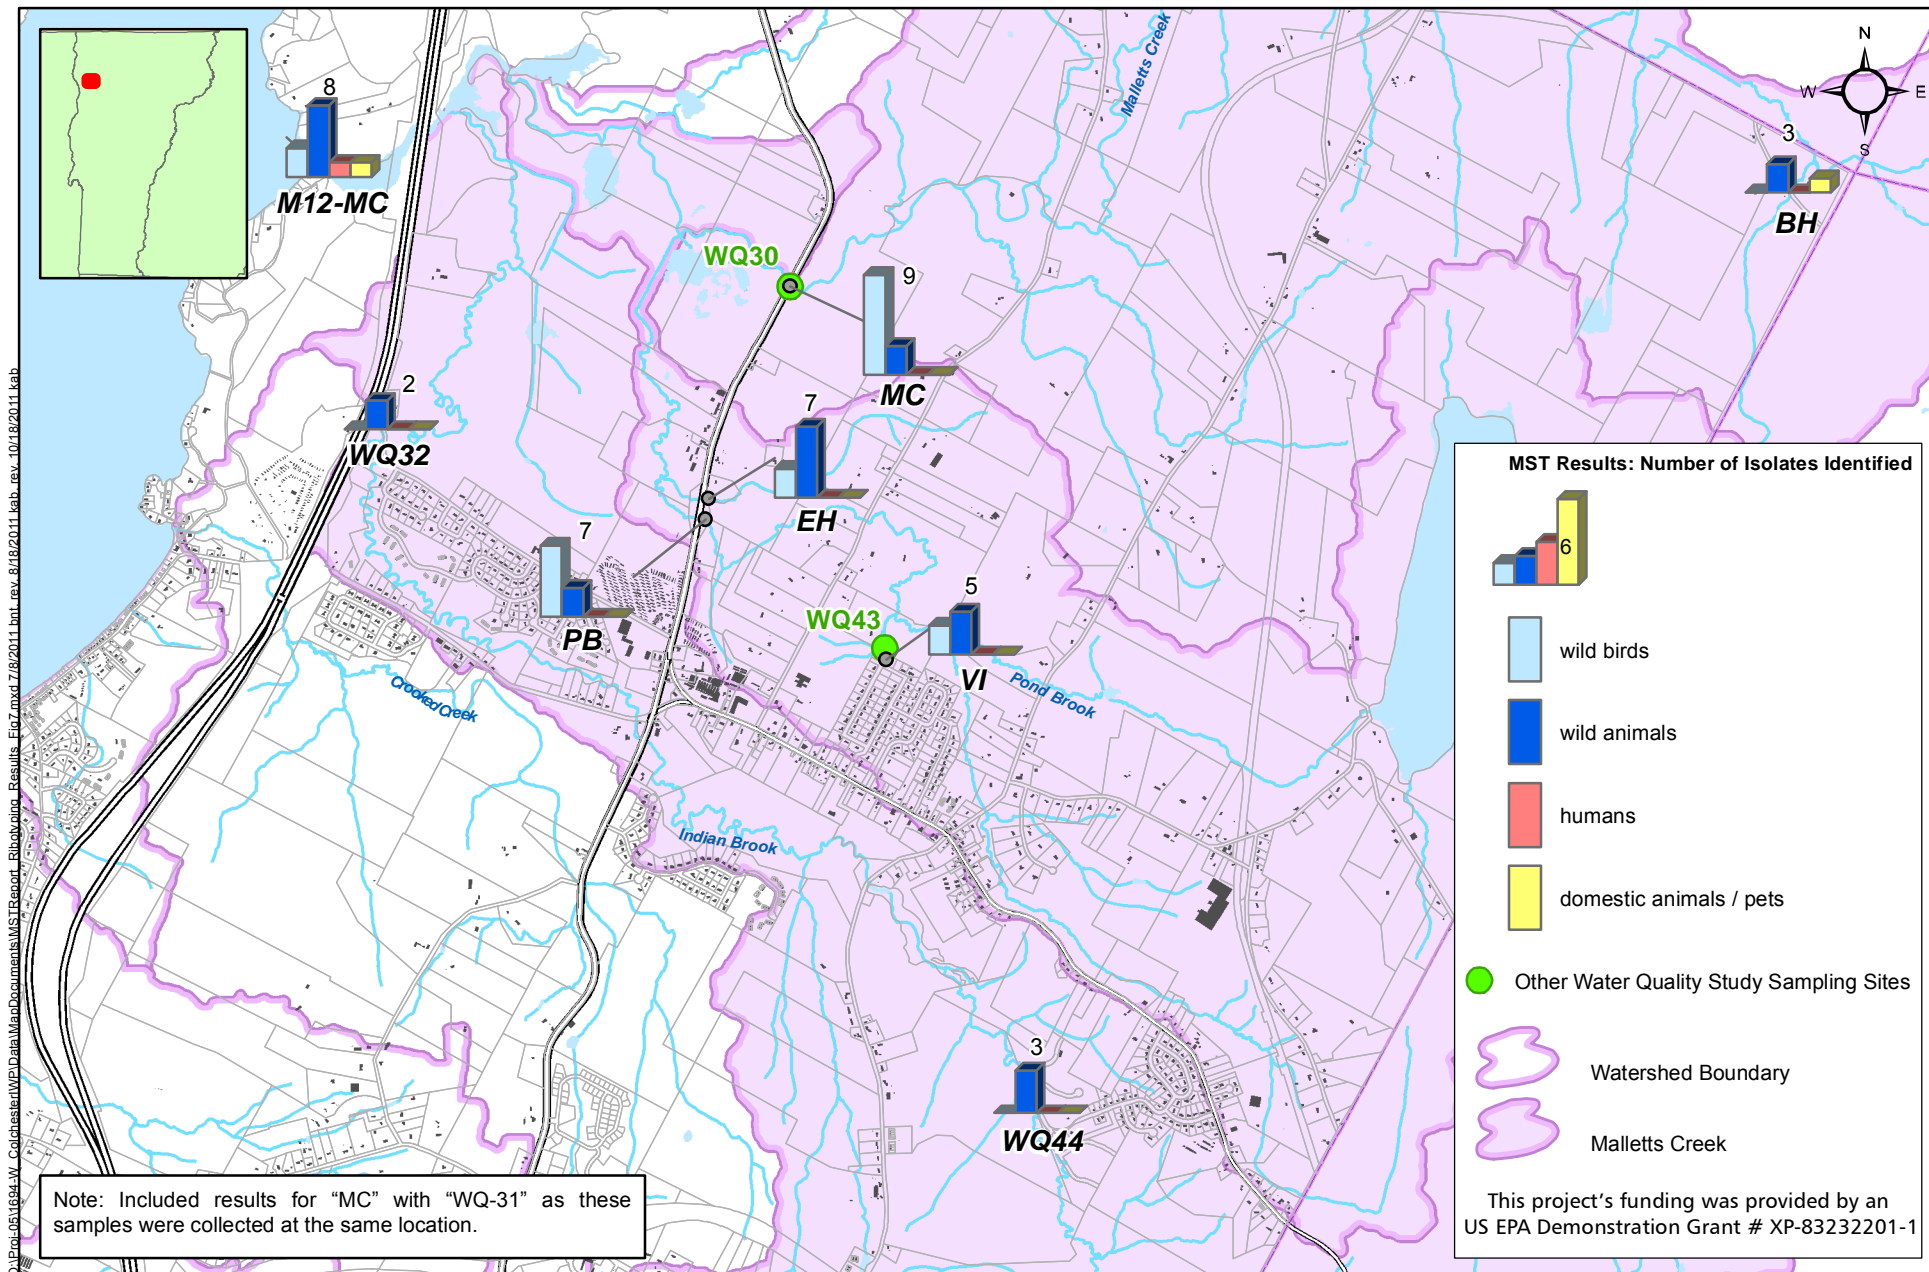 N
W
E
S
Malletts Creek
8
M12-MC
3
BH
WQ30
9
MC
2
WQ32
7
EH
7
PB
WQ43
5
VI
Pond Brook
Crooked Creek
Indian Brook
3
WQ44
MST Results: Number of Isolates Identified
6
wild birds
wild animals
humans
domestic animals / pets
Other Water Quality Study Sampling Sites
Watershed Boundary
Malletts Creek
This project's funding was provided by an
US EPA Demonstration Grant # XP-83232201-1
Note: Included results for “MC” with “WQ-31” as these
samples were collected at the same location.